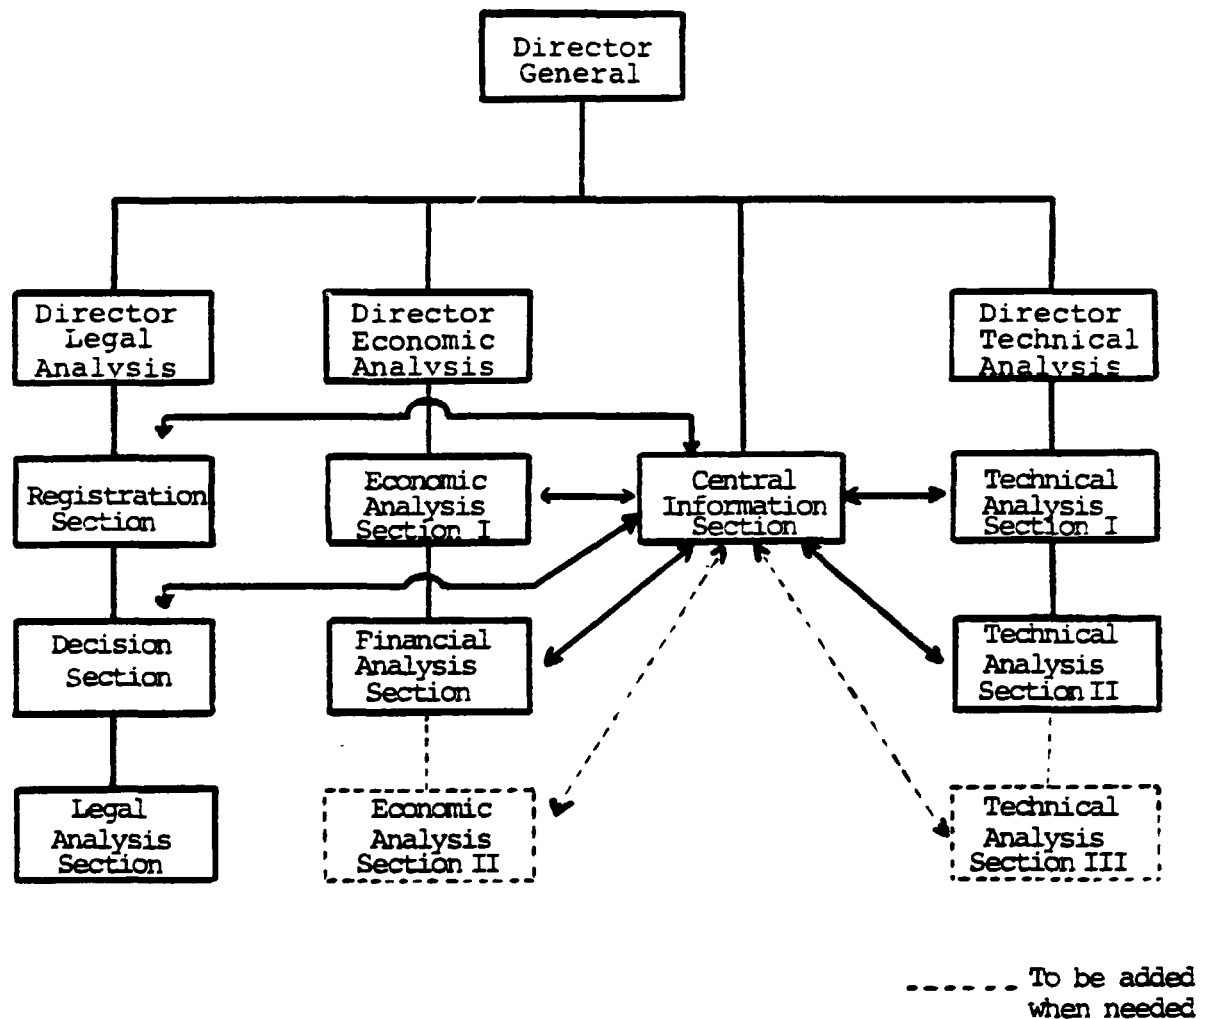 Director
General
Director
Legal
Analysis
Director
Economic
Analysis
Director
Technical
Analysis
Registration
Section
Economic
Analysis
Section I
Central
Information
Section
Technical
Analysis
Section I
Decision
Section
Financial
Analysis
Section
Technical
Analysis
Section II
Legal
Analysis
Section
Economic
Analysis
Section II
Technical
Analysis
Section III
To be added
when needed